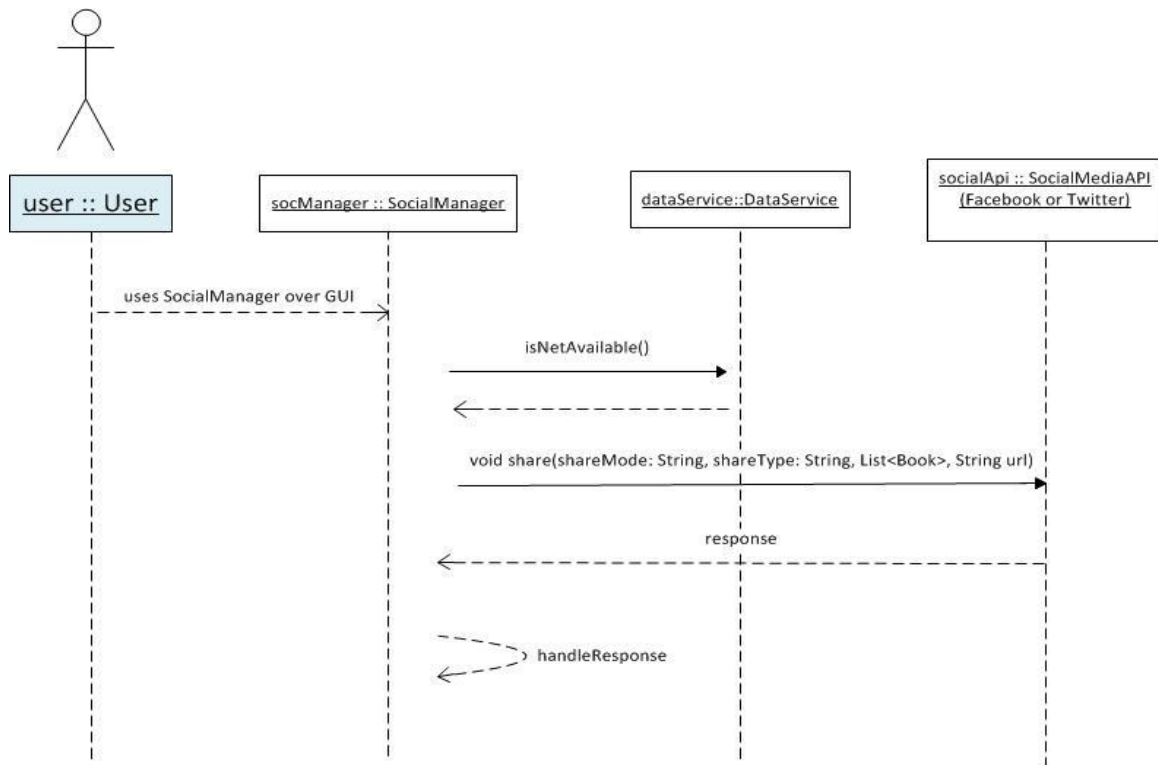 user :: User
socManager :: SocialManager
dataService::DataService
socialApi :: SocialMediaAPI
(Facebook or Twitter)
uses SocialManager over GUI
isNetAvailable()
void share(shareMode: String, shareType: String, List<Book>, String url)
response
handleResponse